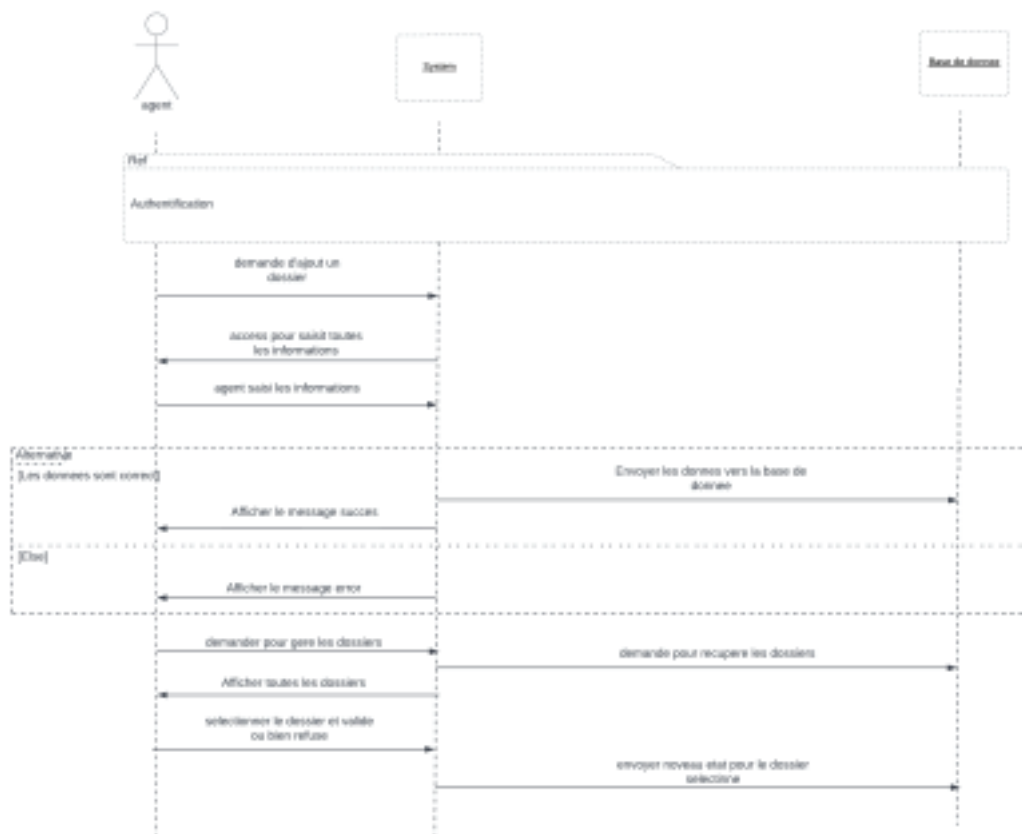 agent
System
Base de donnee
Ref
Authentification
demande d'ajout un
dossier
access pour saisit toutes
les informations
agent saisi les informations
Alternative
[Les donnees sont correct]
Envoyer les donnes vers la base de
donnee
Afficher le message succes
[Else]
Afficher le message error
demander pour gere les dossiers
demande pour recupere les dossiers
Afficher toutes les dossiers
selectionner le dossier et valide
ou bien refuse
envoyer noveau etat pour le dossier
selectinne